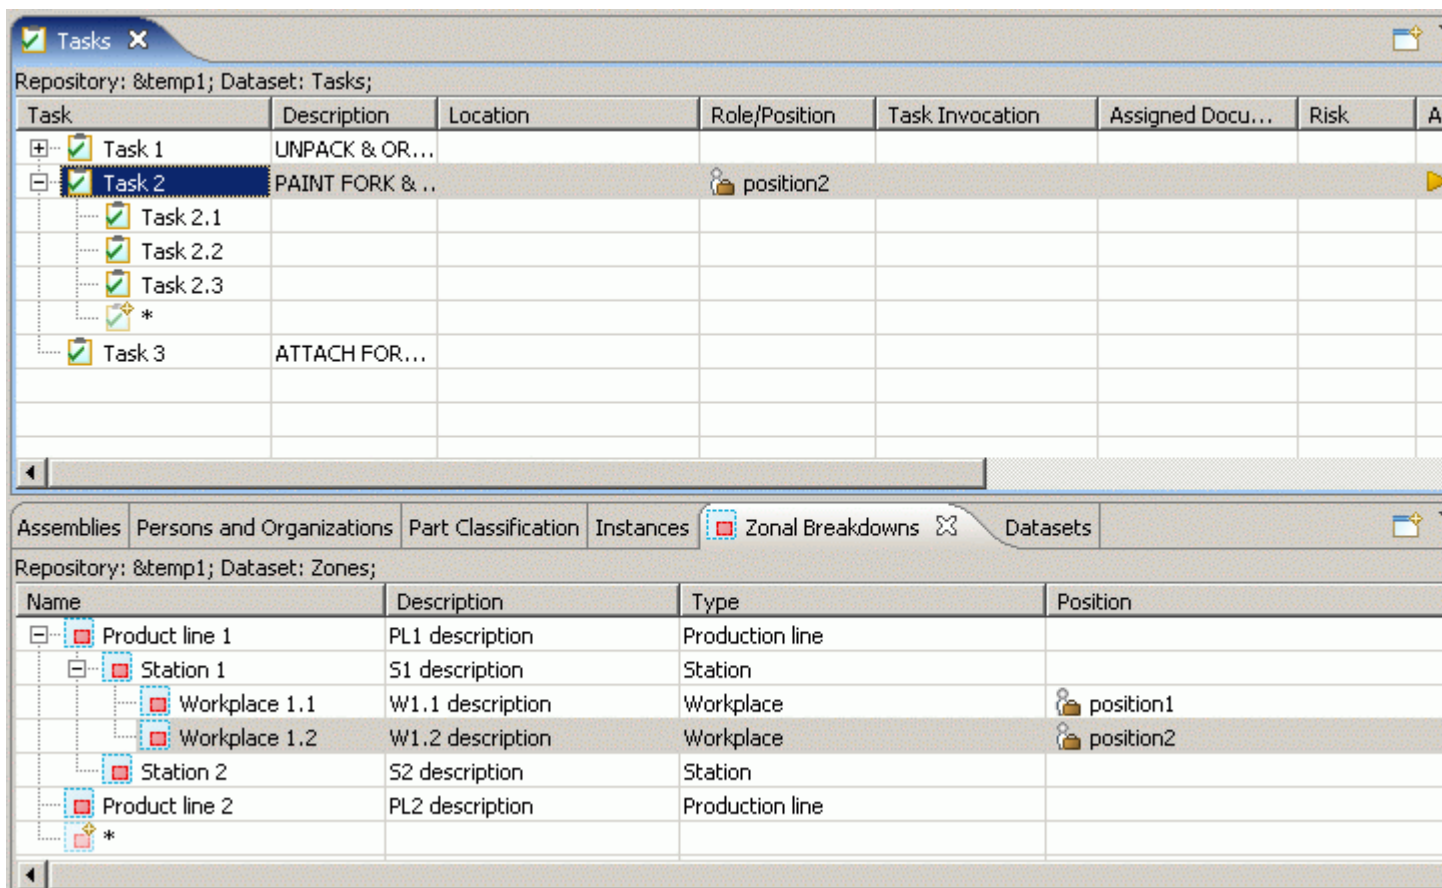 Tasks
Repository: &temp1; Dataset: Tasks;
Task Description Location Role/Position Task Invocation Assigned Docu... Risk A
Task 1 UNPACK & OR...
Task 2 PAINT FORK & .. position2
Task 2.1
Task 2.2
Task 2.3
*
Task 3 ATTACH FOR...
Assemblies Persons and Organizations Part Classification Instances Zonal Breakdowns Datasets
Repository: &temp1; Dataset: Zones;
Name Description Type Position
Product line 1 PL1 description Production line
Station 1 S1 description Station
Workplace 1.1 W1.1 description Workplace position1
Workplace 1.2 W1.2 description Workplace position2
Station 2 S2 description Station
Product line 2 PL2 description Production line
*